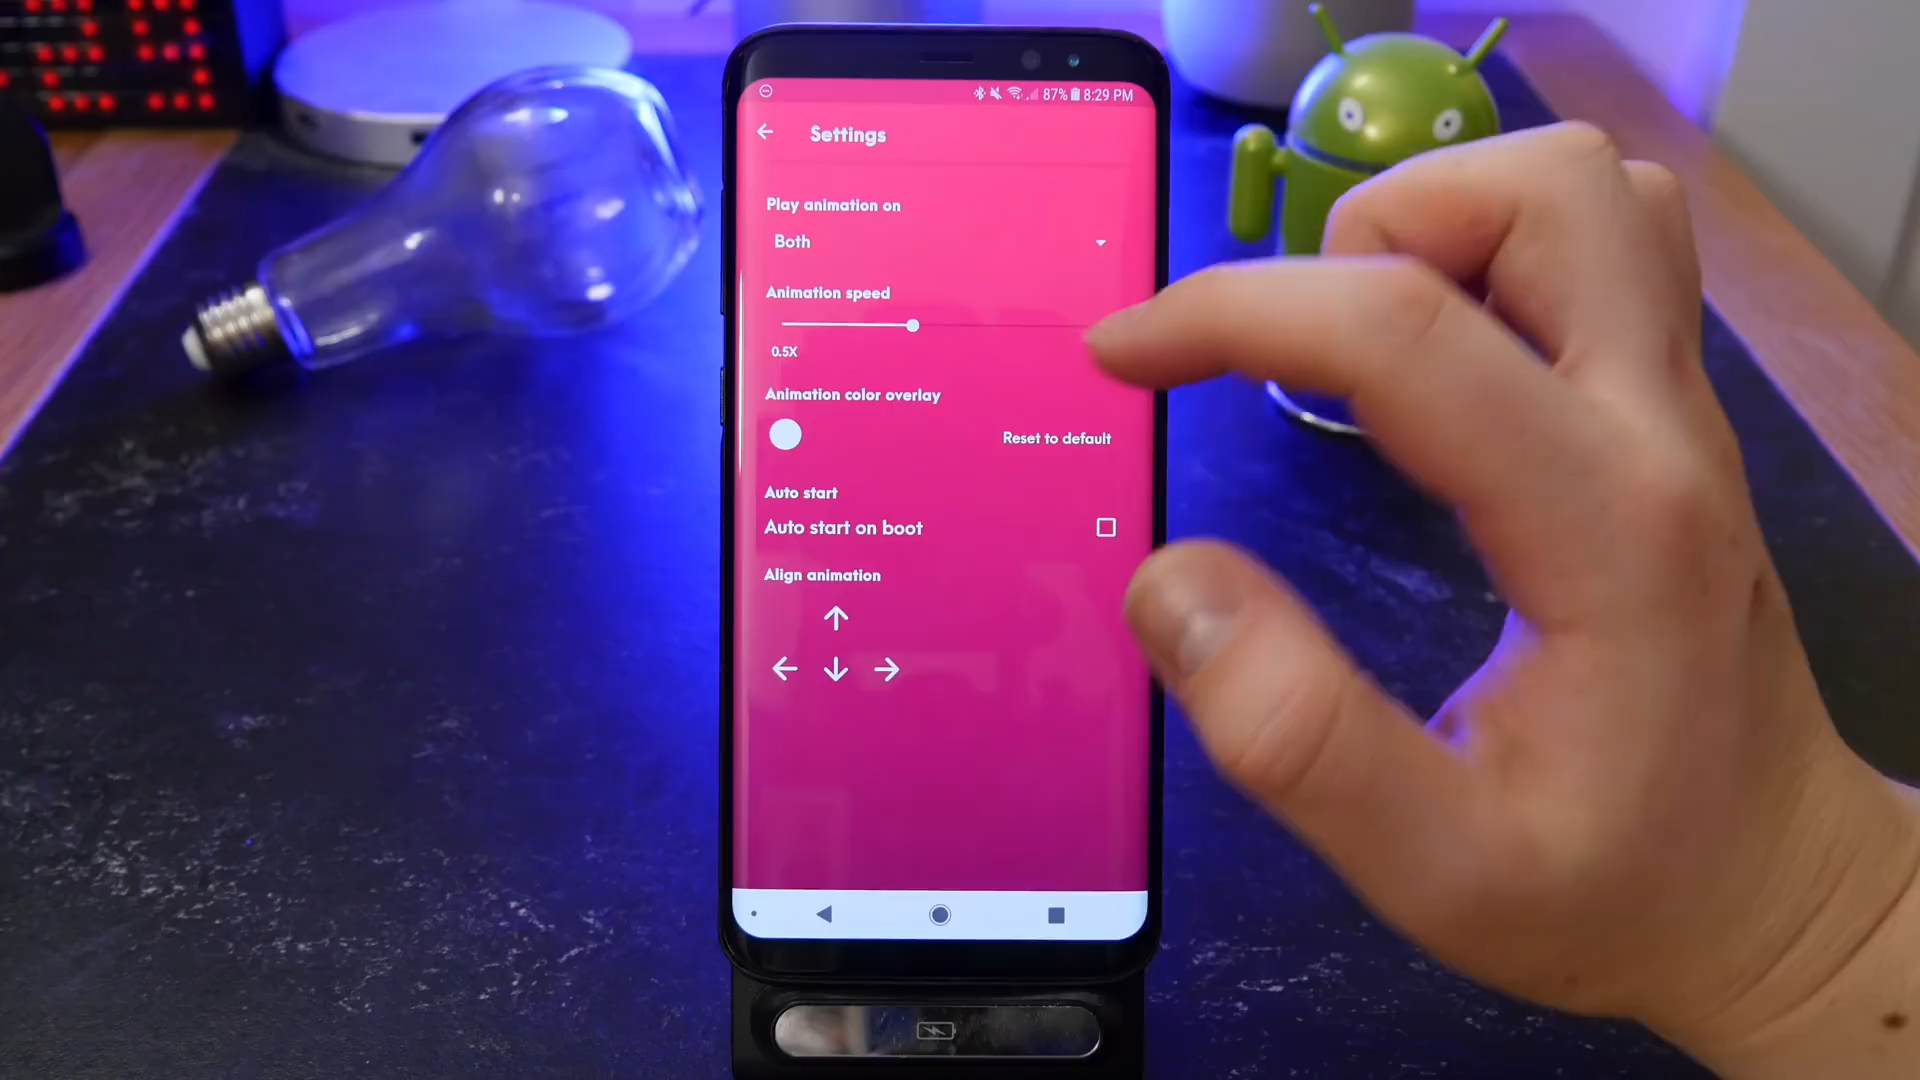 87% 8:29 PM
Settings
Play animation on
Both
Animation speed
0.5X
Animation color overlay
Reset to default
Auto start
Auto start on boot
Align animation